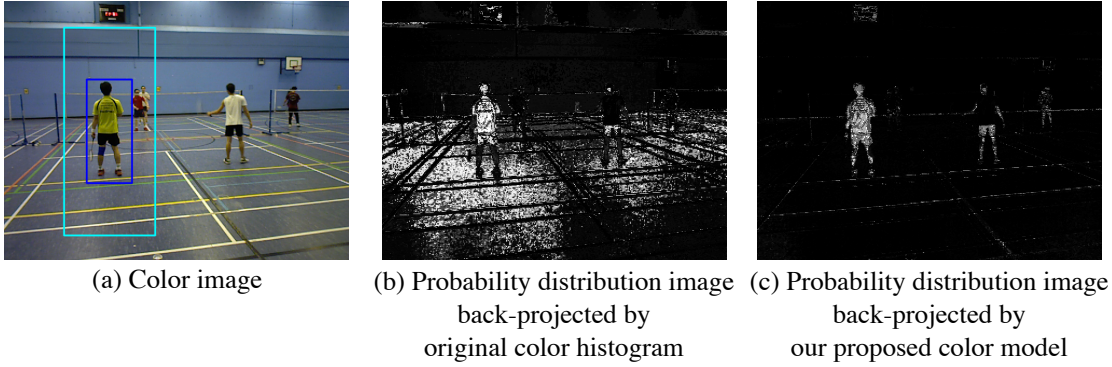 (a) Color image
(b) Probability distribution image
back-projected by
original color histogram
(c) Probability distribution image
back-projected by
our proposed color model